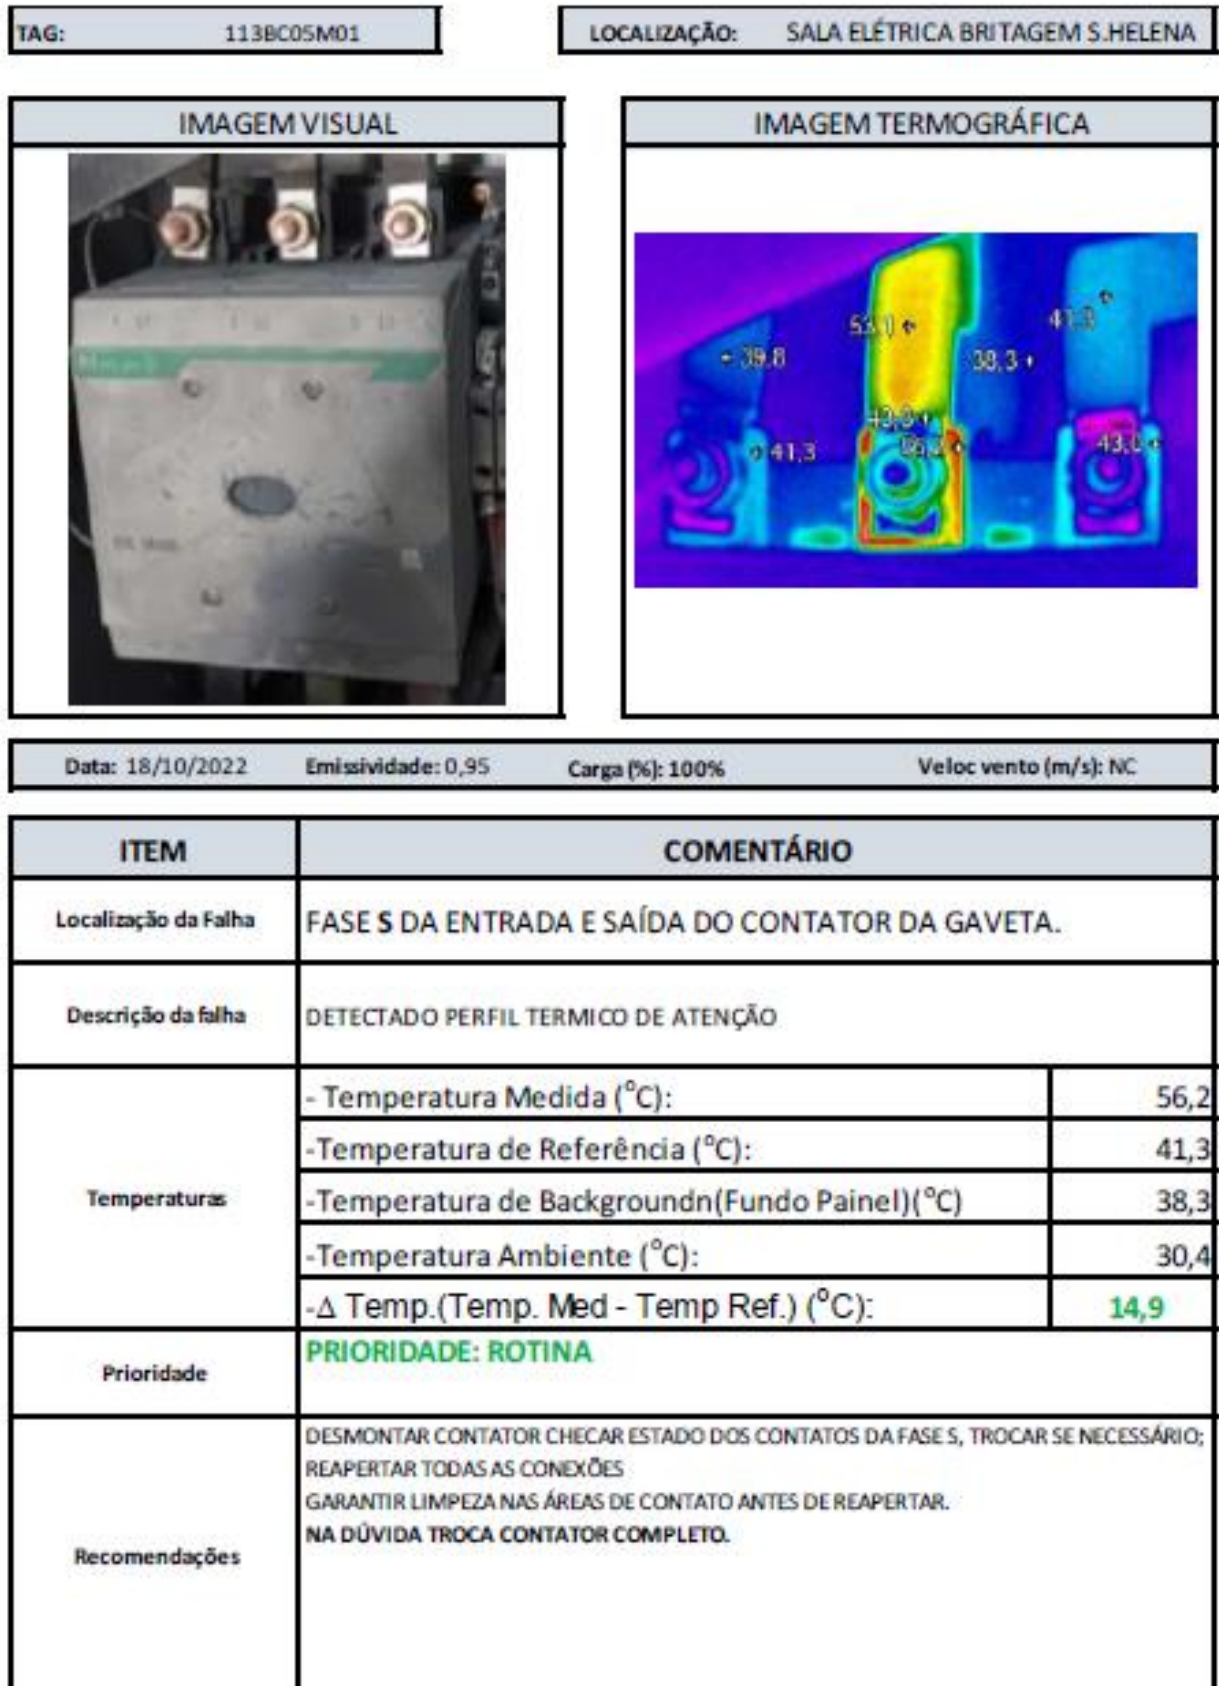 TAG: 113BC05M01
LOCALIZAÇÃO: SALA ELÉTRICA BRITAGEM S.HELENA
IMAGEM VISUAL
IMAGEM TERMOGRÁFICA
53,1
41,3
39,8
38,3
43,3
56,2
41,3
43,0
Data: 18/10/2022 Emissividade: 0,95 Carga (%): 100% Veloc vento (m/s): NC
ITEM COMENTÁRIO
Localização da Falha FASE S DA ENTRADA E SAÍDA DO CONTATOR DA GAVETA.
Descrição da falha DETECTADO PERFIL TERMICO DE ATENÇÃO
Temperaturas
- Temperatura Medida (°C): 56,2
-Temperatura de Referência (°C): 41,3
-Temperatura de Backgroundn(Fundo Painel)(°C) 38,3
-Temperatura Ambiente (°C): 30,4
-Δ Temp.(Temp. Med - Temp Ref.) (°C): 14,9
Prioridade PRIORIDADE: ROTINA
Recomendações
DESMONTAR CONTATOR CHECAR ESTADO DOS CONTATOS DA FASE S, TROCAR SE NECESSÁRIO;
REAPERTAR TODAS AS CONEXÕES
GARANTIR LIMPEZA NAS ÁREAS DE CONTATO ANTES DE REAPERTAR.
NA DÚVIDA TROCA CONTATOR COMPLETO.